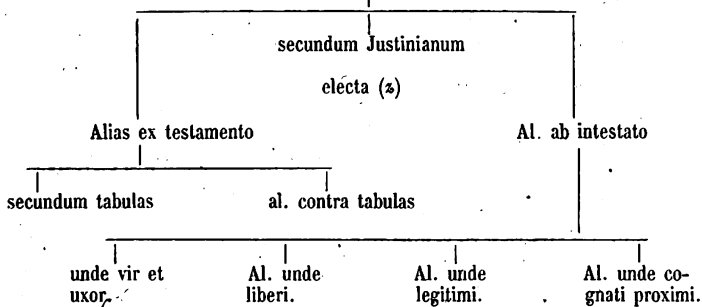 secundum Justinianum
electa (z)
Alias ex testamento
Al. ab intestato
secundum tabulas
al. contra tabulas
unde vir et
uxor.
Al. unde
liberi.
Al. unde
legitimi.
Al. unde co-
gnati proximi.